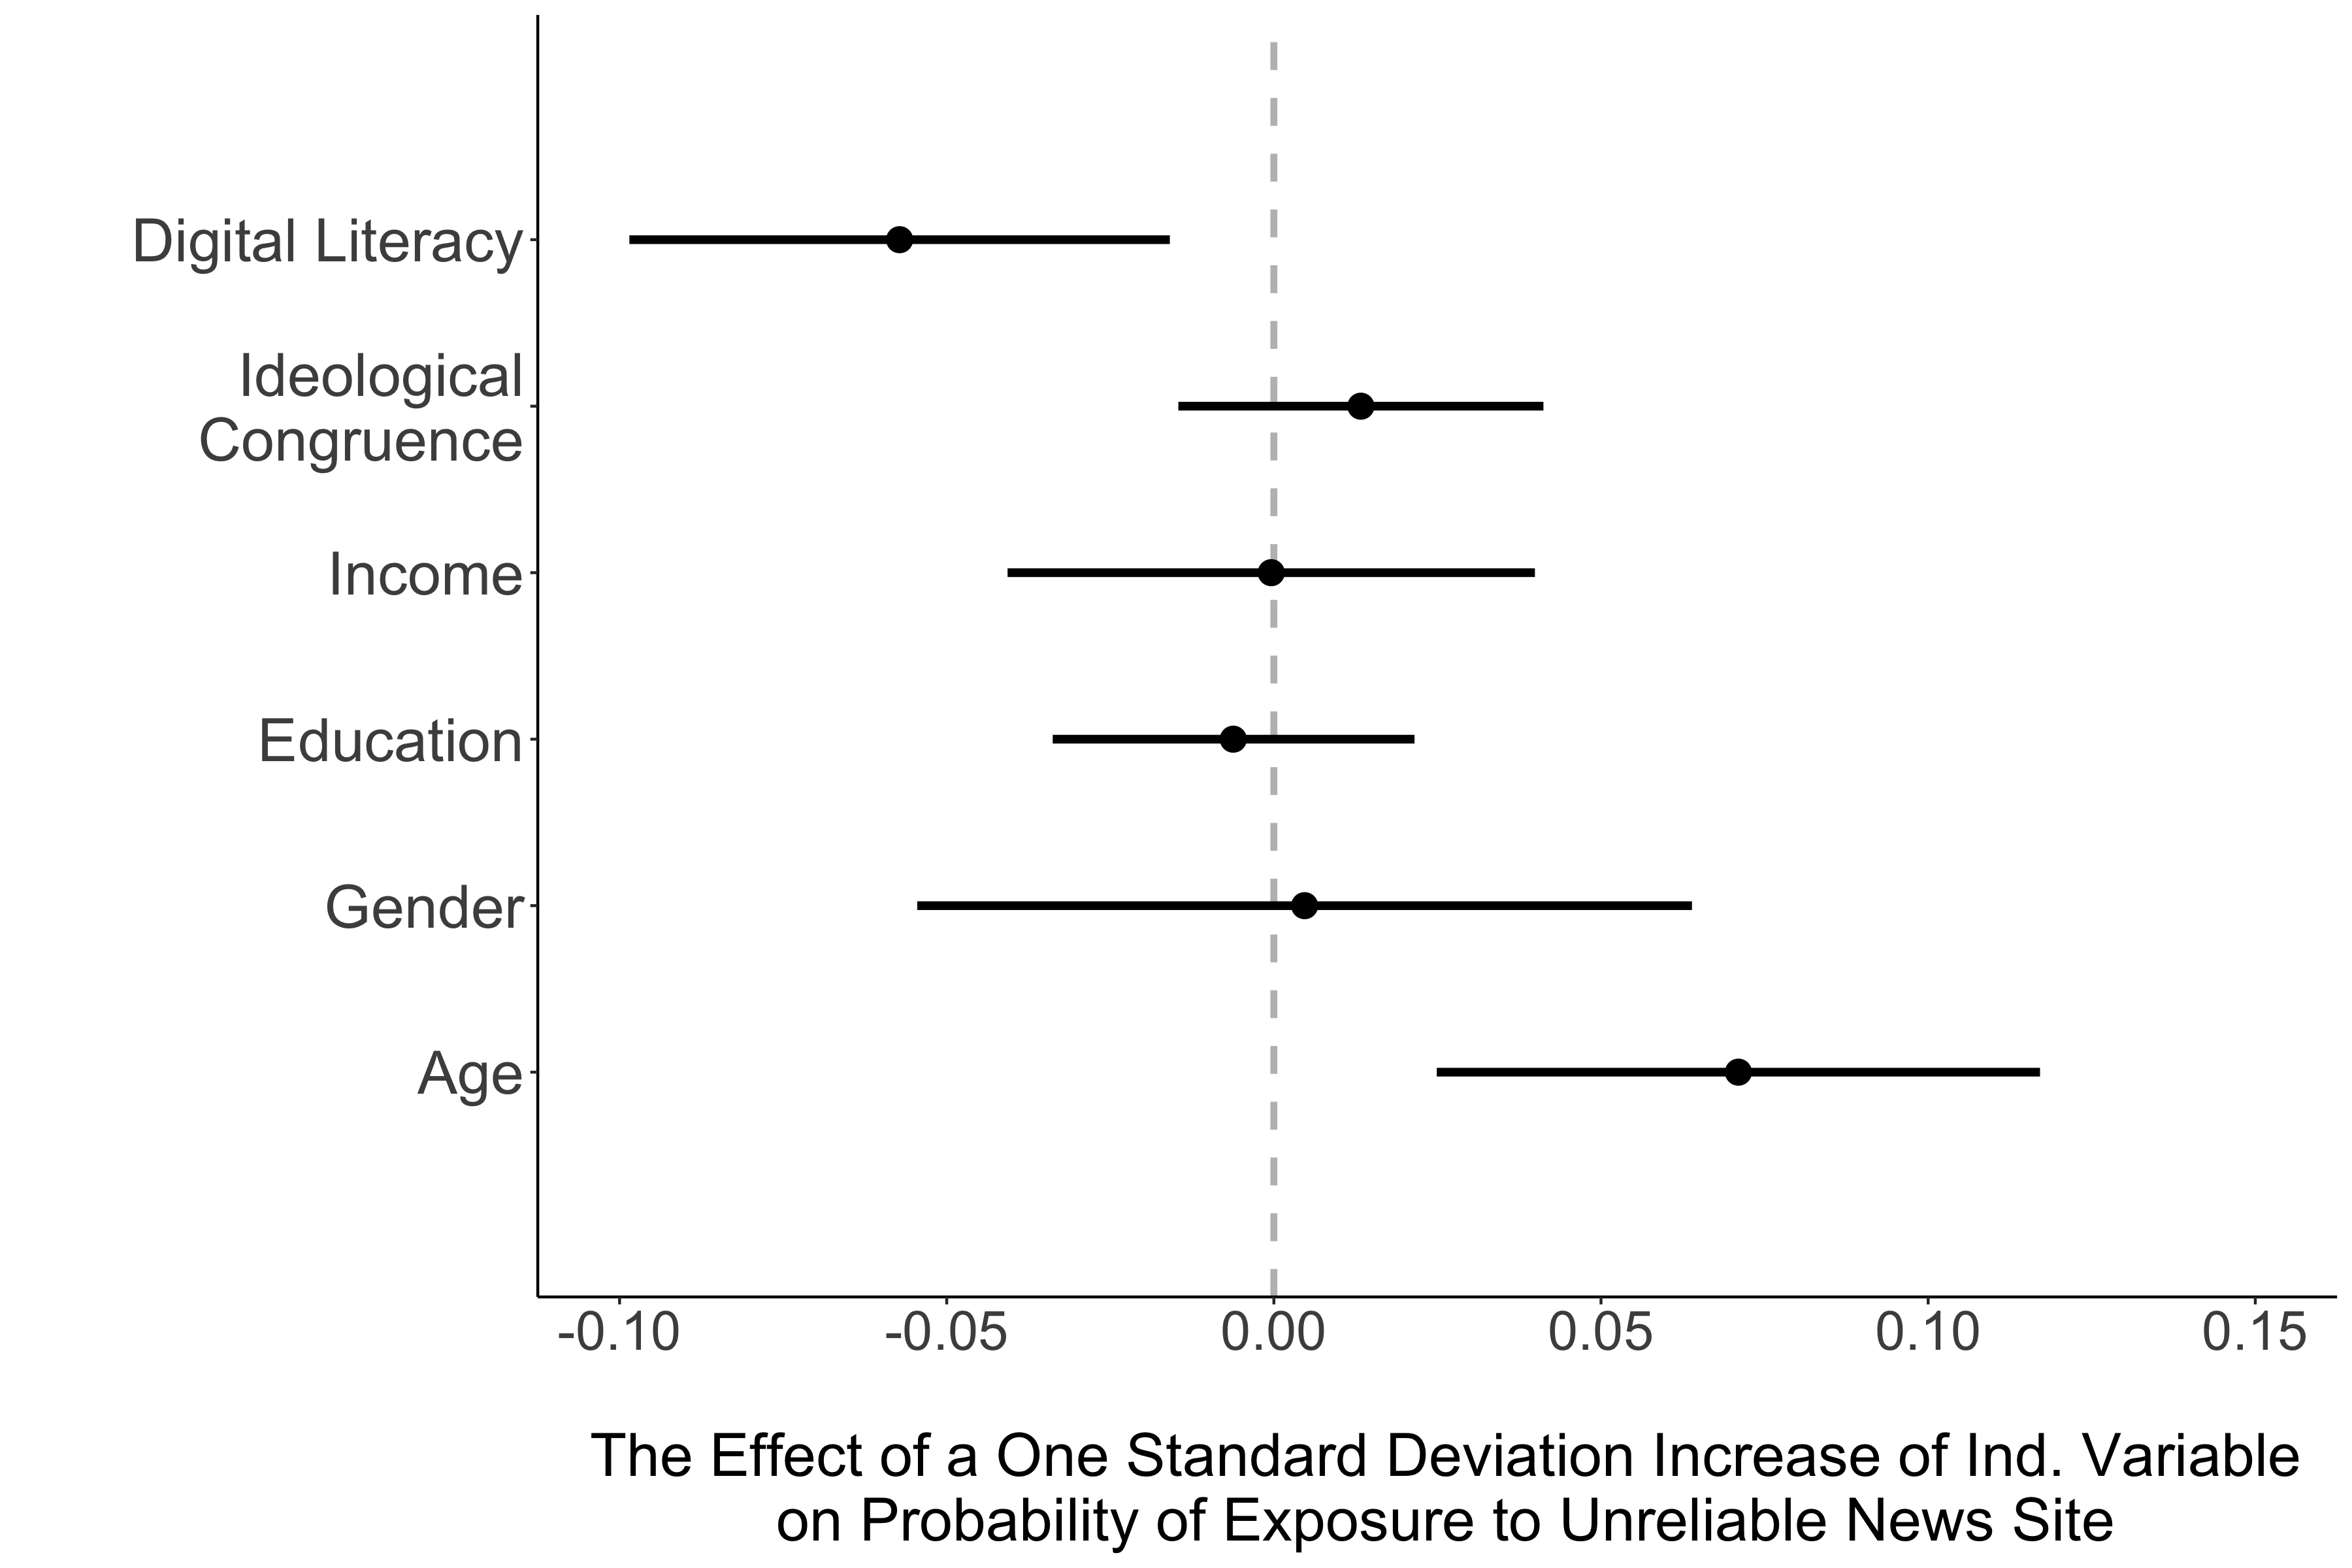 Digital Literacy
Ideological
Congruence
Income
Education
Gender
Age
-0.10 -0.05 0.00 0.05 0.10 0.15
The Effect of a One Standard Deviation Increase of Ind. Variable
on Probability of Exposure to Unreliable News Site